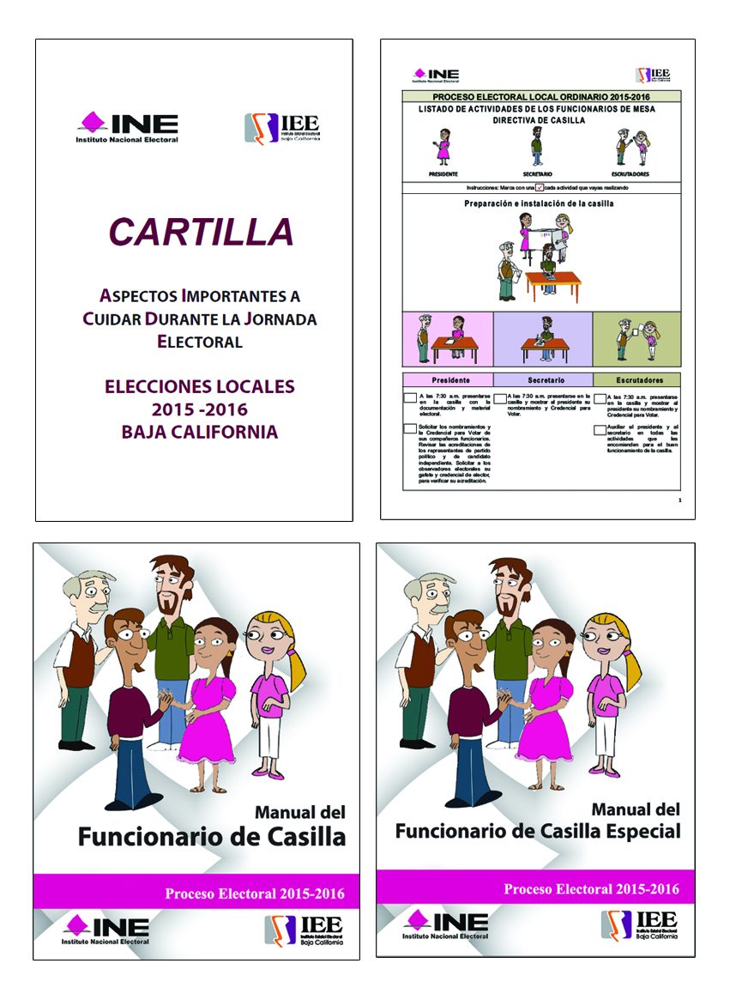 INE
Instituto Nacional Electoral
IEE
Instituto Estatal Electoral
Baja California
CARTILLA
ASPECTOS IMPORTANTES A
CUIDAR DURANTE LA JORNADA
ELECTORAL
ELECCIONES LOCALES
2015 -2016
BAJA CALIFORNIA
INE
Instituto Nacional Electoral
IEE
Baja California
PROCESO ELECTORAL LOCAL ORDINARIO 2015-2016
LISTADO DE ACTIVIDADES DE LOS FUNCIONARIOS DE MESA
DIRECTIVA DE CASILLA
PRESIDENTE SECRETARIO ESCRUTADORES
Instrucciones: Marca con una ✓ cada actividad que vayas realizando
Preparación e instalación de la casilla
Presidente Secretario Escrutadores
A las 7:30 a.m. presentarse
en la casilla con la
documentación y material
electoral.
Solicitar los nombramientos y
la Credencial para Votar de
sus compañeros funcionarios.
Revisar las acreditaciones de
los representantes de partido
político y de candidato
independiente. Solicitar a los
observadores electorales su
gafete y credencial de elector,
para verificar su acreditación.
A las 7:30 a.m. presentarse en la
casilla y mostrar al presidente su
nombramiento y Credencial para
Votar.
A las 7:30 a.m. presentarse
en la casilla y mostrar al
presidente su nombramiento y
Credencial para Votar.
Auxiliar al presidente y al
secretario en todas las
actividades que les
encomienden para el buen
funcionamiento de la casilla.
1
Manual del
Funcionario de Casilla
Proceso Electoral 2015-2016
INE
Instituto Nacional Electoral
IEE
Instituto Estatal Electoral
Baja California
Manual del
Funcionario de Casilla Especial
Proceso Electoral 2015-2016
INE
Instituto Nacional Electoral
IEE
Instituto Estatal Electoral
Baja California